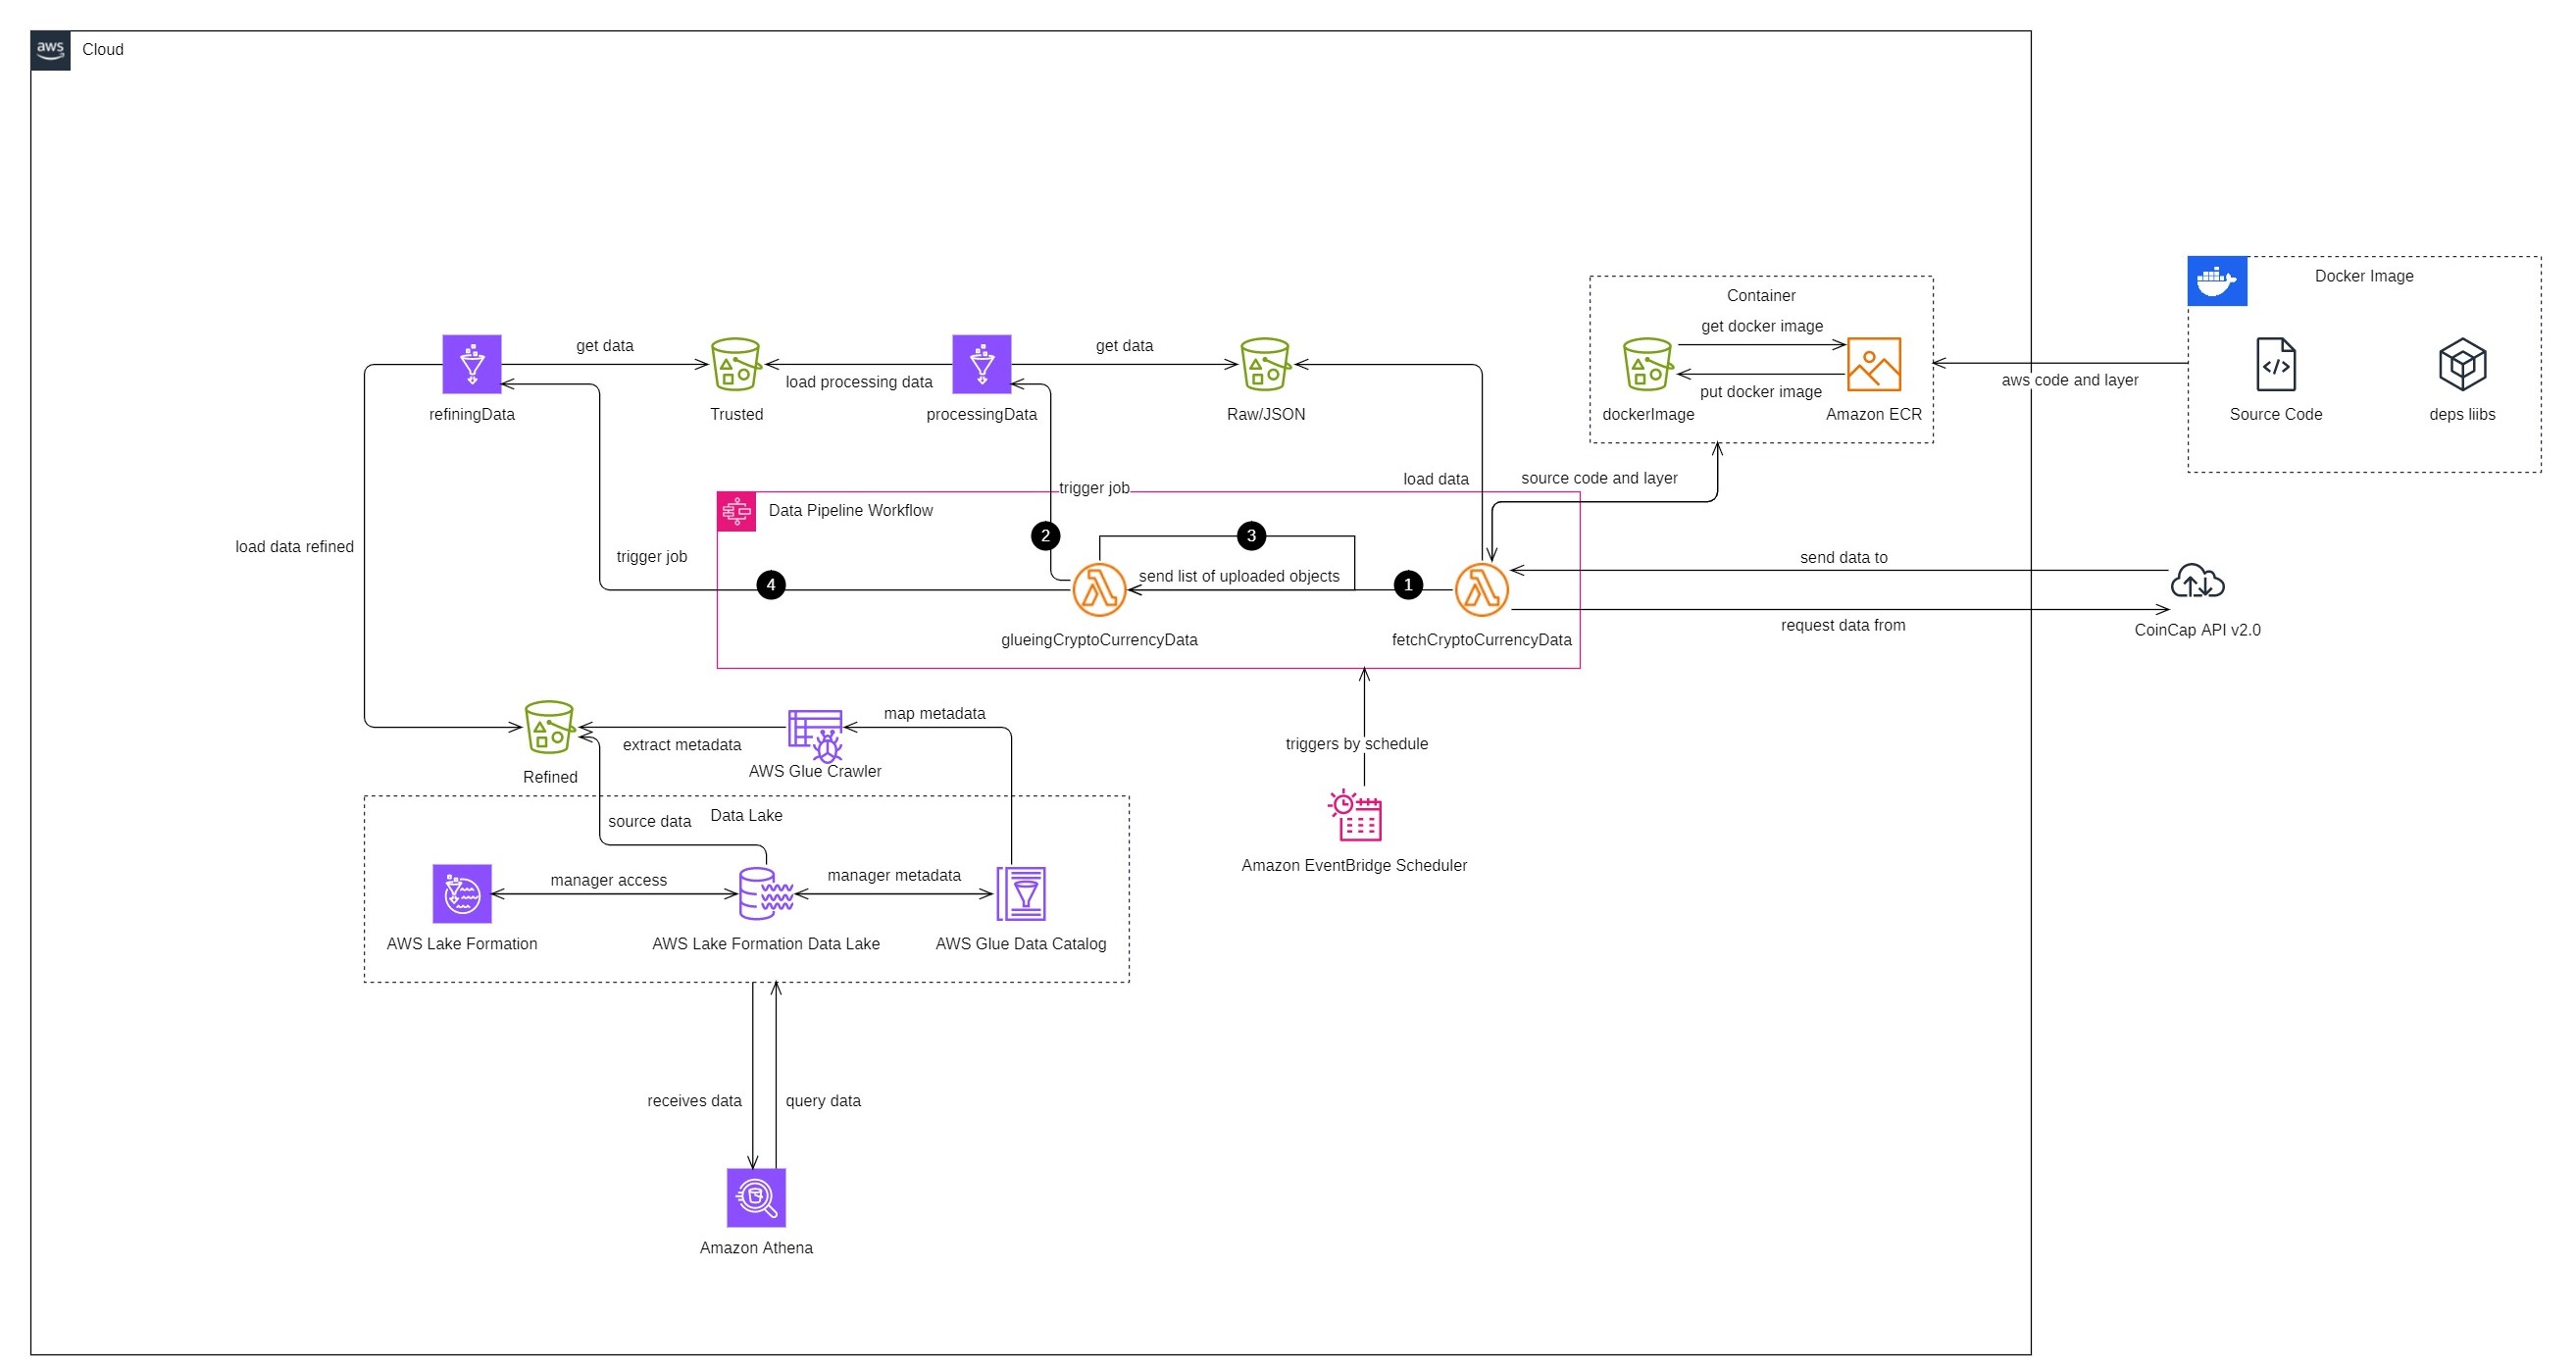 aws
Cloud
Docker Image
Container
get docker image
put docker image
dockerImage
Amazon ECR
aws code and layer
Source Code
deps liibs
get data
load processing data
get data
refiningData
Trusted
processingData
Raw/JSON
load data
source code and layer
trigger job
Data Pipeline Workflow
2
3
load data refined
trigger job
send list of uploaded objects
4
1
send data to
request data from
CoinCap API v2.0
glueingCryptoCurrencyData
fetchCryptoCurrencyData
map metadata
extract metadata
triggers by schedule
Refined
AWS Glue Crawler
Data Lake
source data
Amazon EventBridge Scheduler
manager access
manager metadata
AWS Lake Formation
AWS Lake Formation Data Lake
AWS Glue Data Catalog
receives data
query data
Amazon Athena